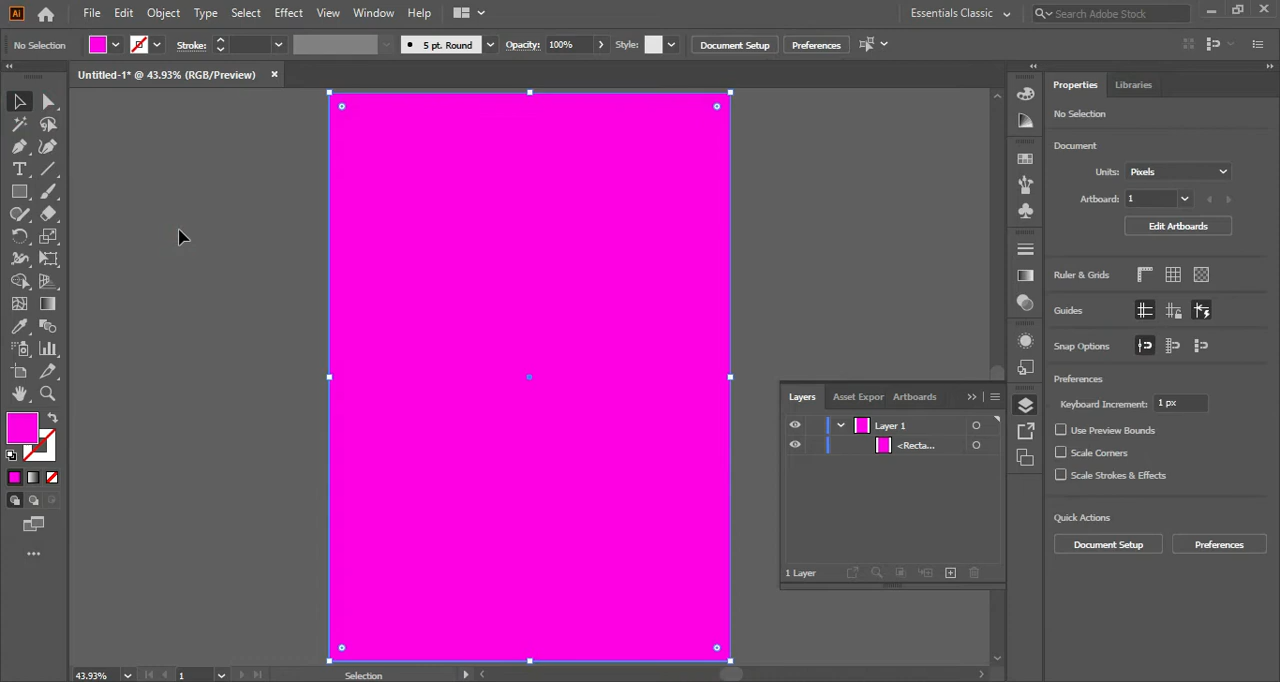 Ai File Edit Object Type Select Effect View Window Help Essentials Classic Search Adobe Stock
No Selection Stroke: 5 pt. Round Opacity: 100% Style: Document Setup Preferences
Untitled-1* @ 43.93% (RGB/Preview)
Properties Libraries
No Selection
Document
Units: Pixels
Artboard: 1
Edit Artboards
Ruler & Grids
Guides
Snap Options
Preferences
Keyboard Increment: 1 px
Use Preview Bounds
Scale Corners
Scale Strokes & Effects
Quick Actions
Document Setup Preferences
Layers Asset Expor Artboards
Layer 1
<Recta...
1 Layer
43.93% 1 Selection